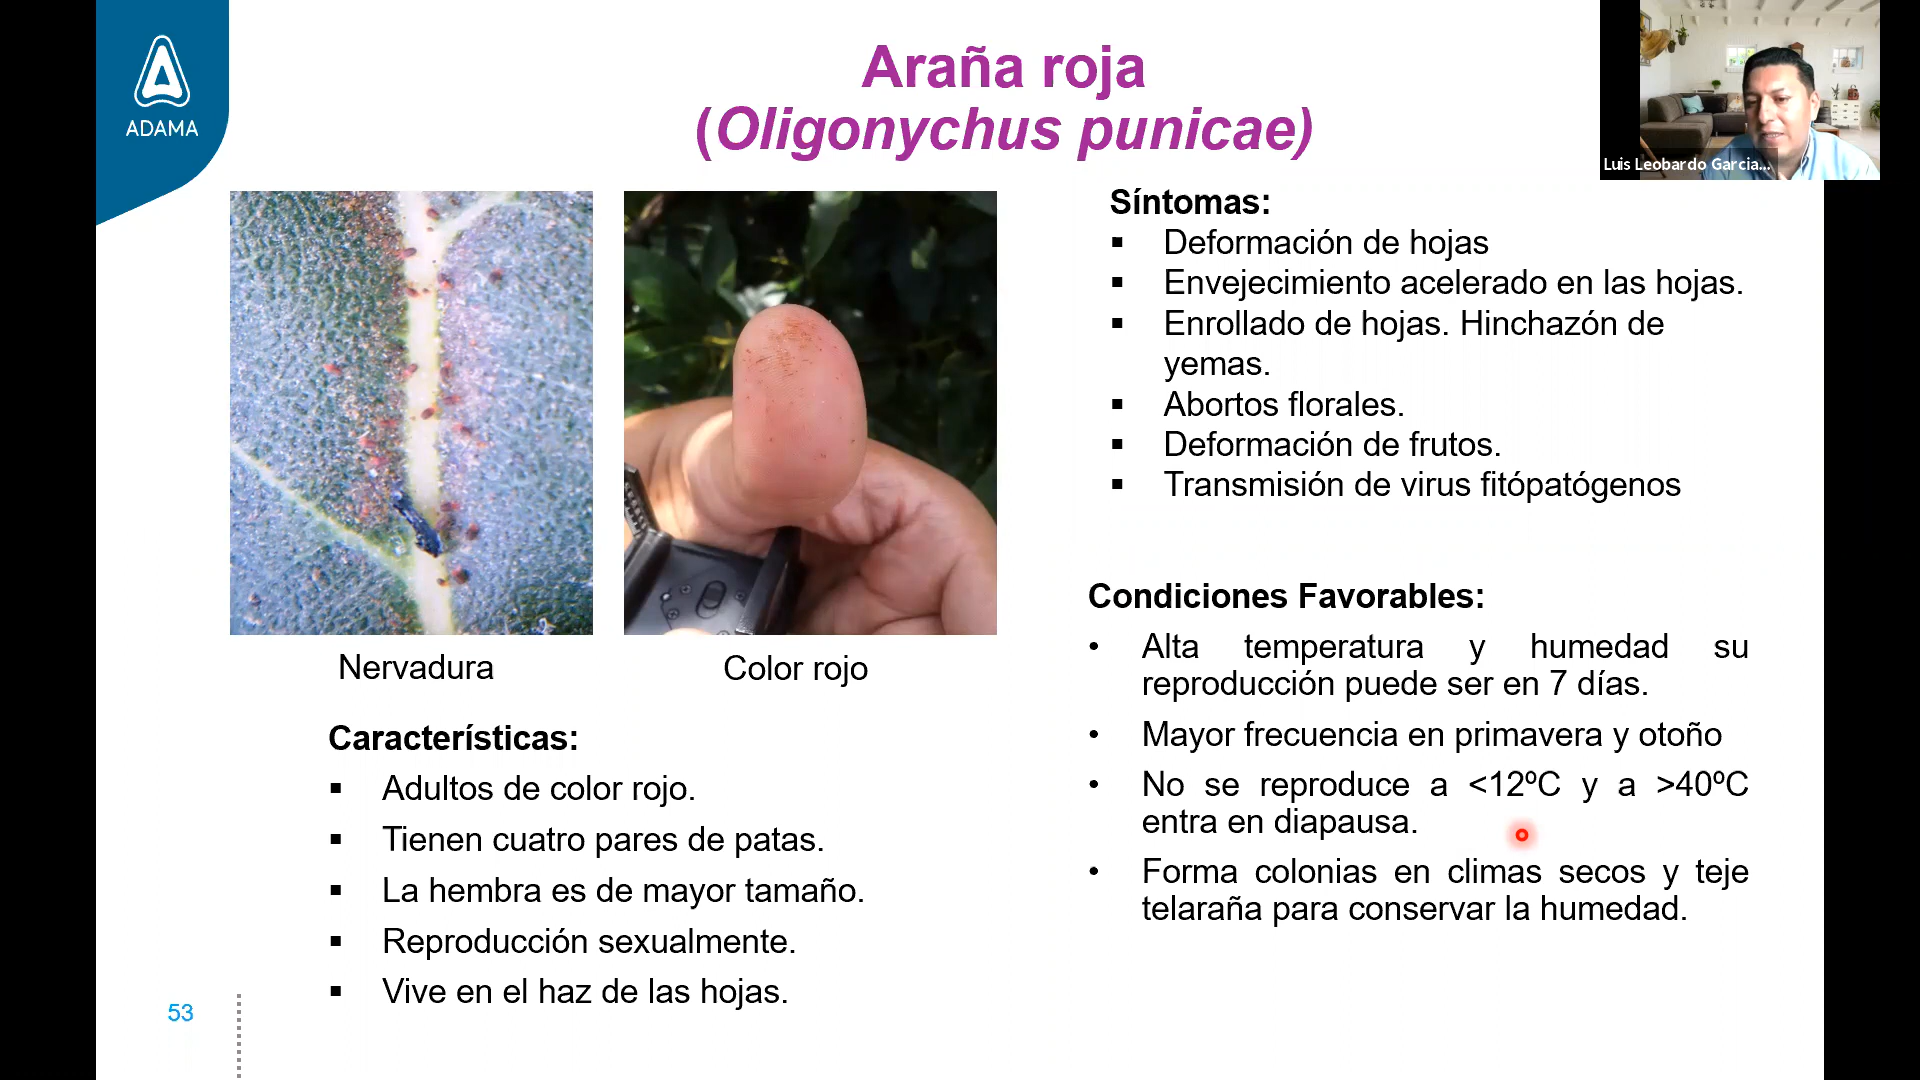 ADAMA
Araña roja
(Oligonychus punicae)
Luis Leobardo Garcia...
Nervadura
Color rojo
Características:
▪ Adultos de color rojo.
▪ Tienen cuatro pares de patas.
▪ La hembra es de mayor tamaño.
▪ Reproducción sexualmente.
▪ Vive en el haz de las hojas.
Síntomas:
▪ Deformación de hojas
▪ Envejecimiento acelerado en las hojas.
▪ Enrollado de hojas. Hinchazón de
yemas.
▪ Abortos florales.
▪ Deformación de frutos.
▪ Transmisión de virus fitópatógenos
Condiciones Favorables:
• Alta temperatura y humedad su
reproducción puede ser en 7 días.
• Mayor frecuencia en primavera y otoño
• No se reproduce a <12ºC y a >40ºC
entra en diapausa.
• Forma colonias en climas secos y teje
telaraña para conservar la humedad.
53